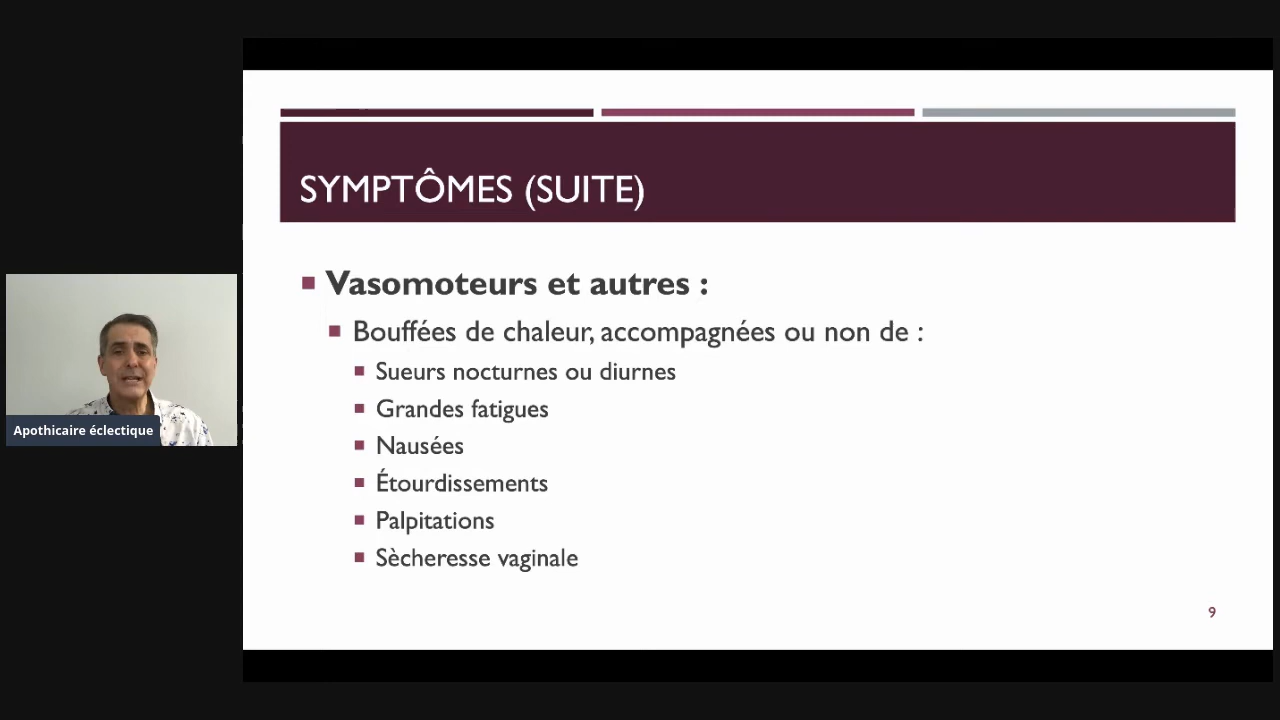 SYMPTÔMES (SUITE)
Vasomoteurs et autres :
Bouffées de chaleur, accompagnées ou non de :
Sueurs nocturnes ou diurnes
Grandes fatigues
Nausées
Étourdissements
Palpitations
Sècheresse vaginale
Apothicaire éclectique
9